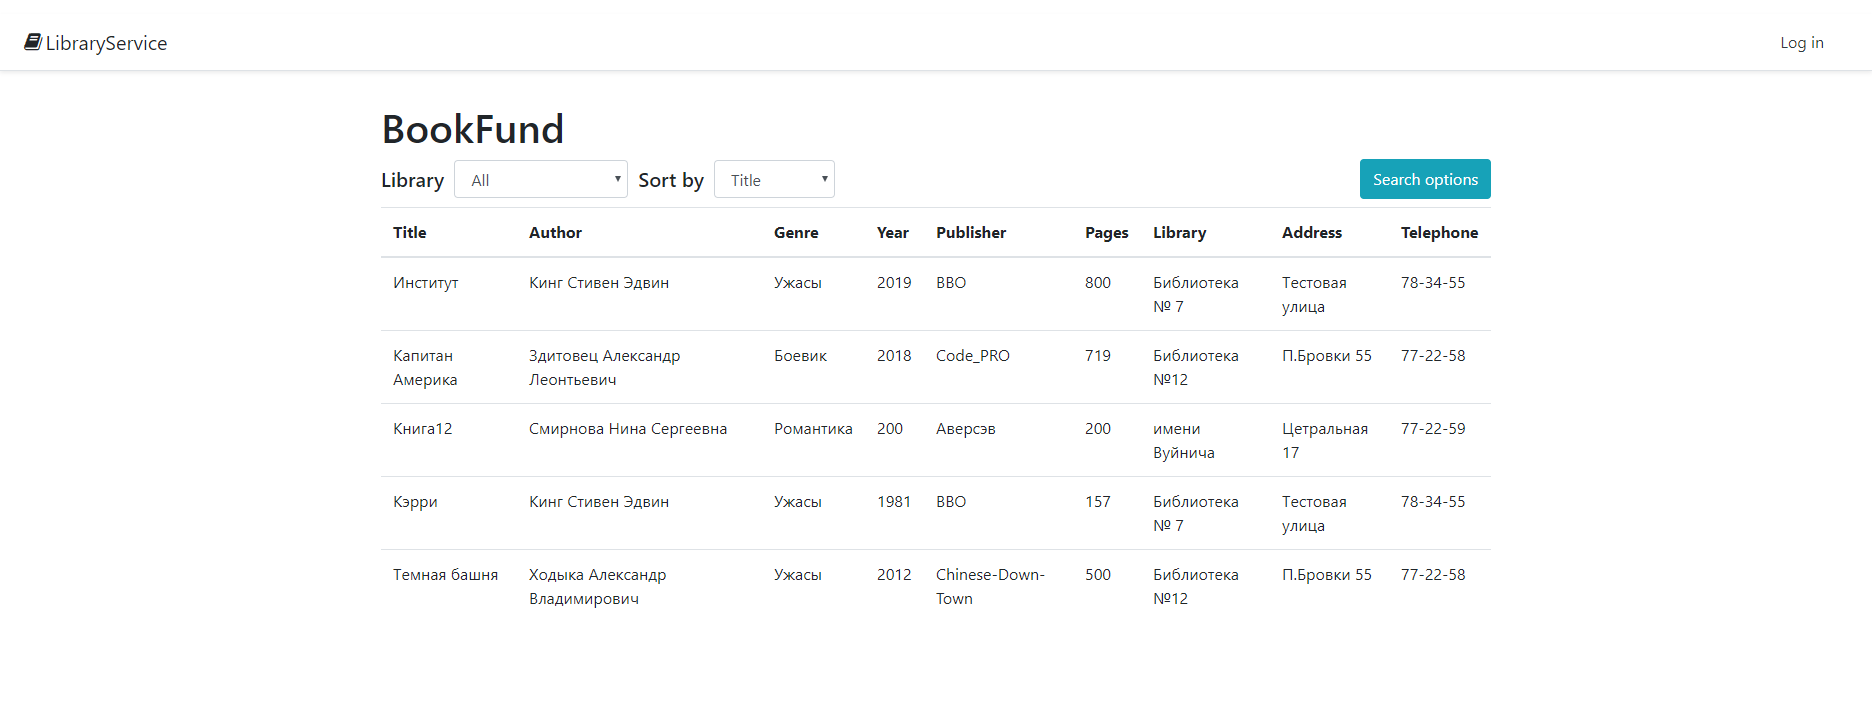 LibraryService
Log in
BookFund
Library All Sort by Title Search options
Title Author Genre Year Publisher Pages Library Address Telephone
Институт Кинг Стивен Эдвин Ужасы 2019 ВВО 800 Библиотека Тестовая 78-34-55
№ 7 улица
Капитан Здитовец Александр Боевик 2018 Code_PRO 719 Библиотека П.Бровки 55 77-22-58
Америка Леонтьевич №12
Книга12 Смирнова Нина Сергеевна Романтика 200 Аверсэв 200 имени Цетральная 77-22-59
Вуйнича 17
Кэрри Кинг Стивен Эдвин Ужасы 1981 ВВО 157 Библиотека Тестовая 78-34-55
№ 7 улица
Темная башня Ходыка Александр Ужасы 2012 Chinese-Down- 500 Библиотека П.Бровки 55 77-22-58
Владимирович Town №12